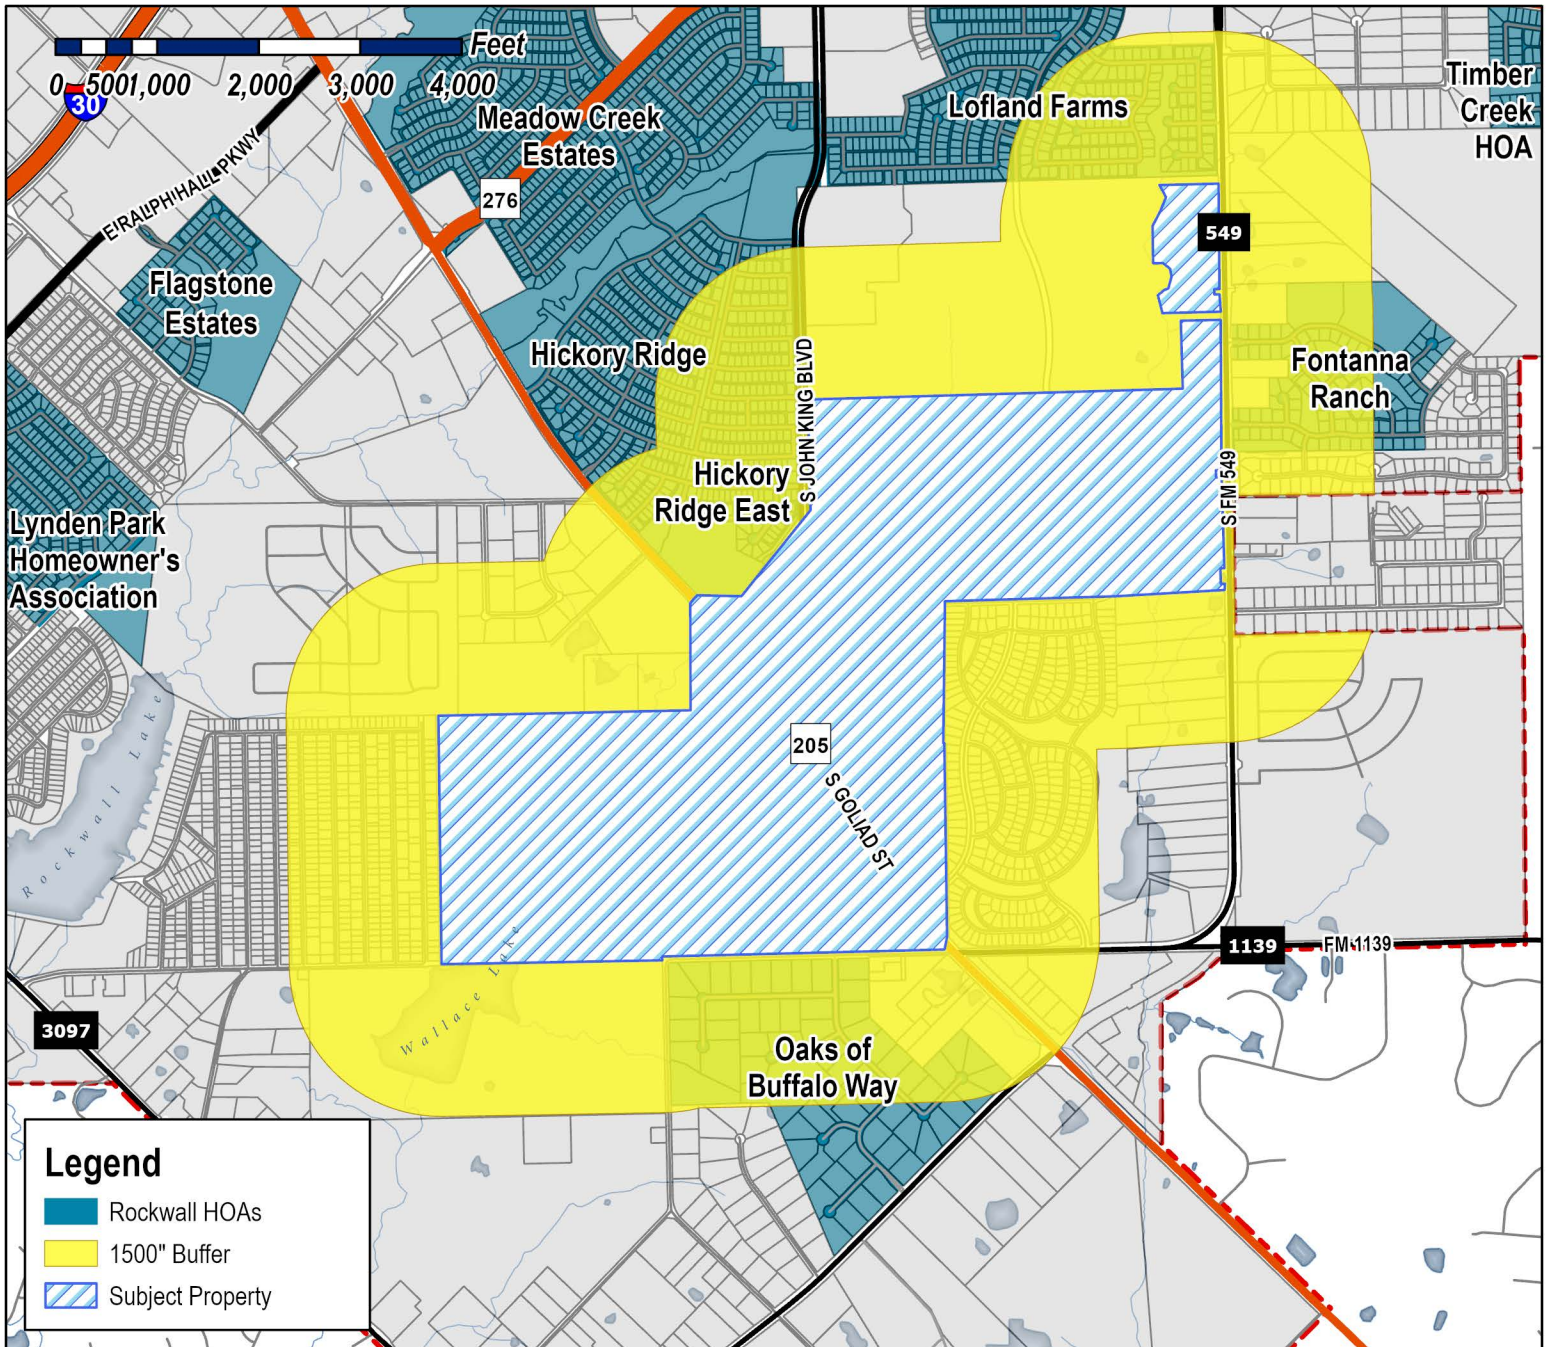 Feet
0 500 1,000 2,000 3,000 4,000
30
E RALPH HALL PKWY
276
Meadow Creek
Estates
Lofland Farms
Timber
Creek
HOA
549
Flagstone
Estates
Hickory Ridge
S JOHN KING BLVD
Fontanna
Ranch
Hickory
Ridge East
S FM 549
Lynden Park
Homeowner's
Association
Rockwall Lake
205
S GOLIAD ST
Wallace Lake
1139
FM 1139
3097
Oaks of
Buffalo Way
Legend
Rockwall HOAs
1500" Buffer
Subject Property